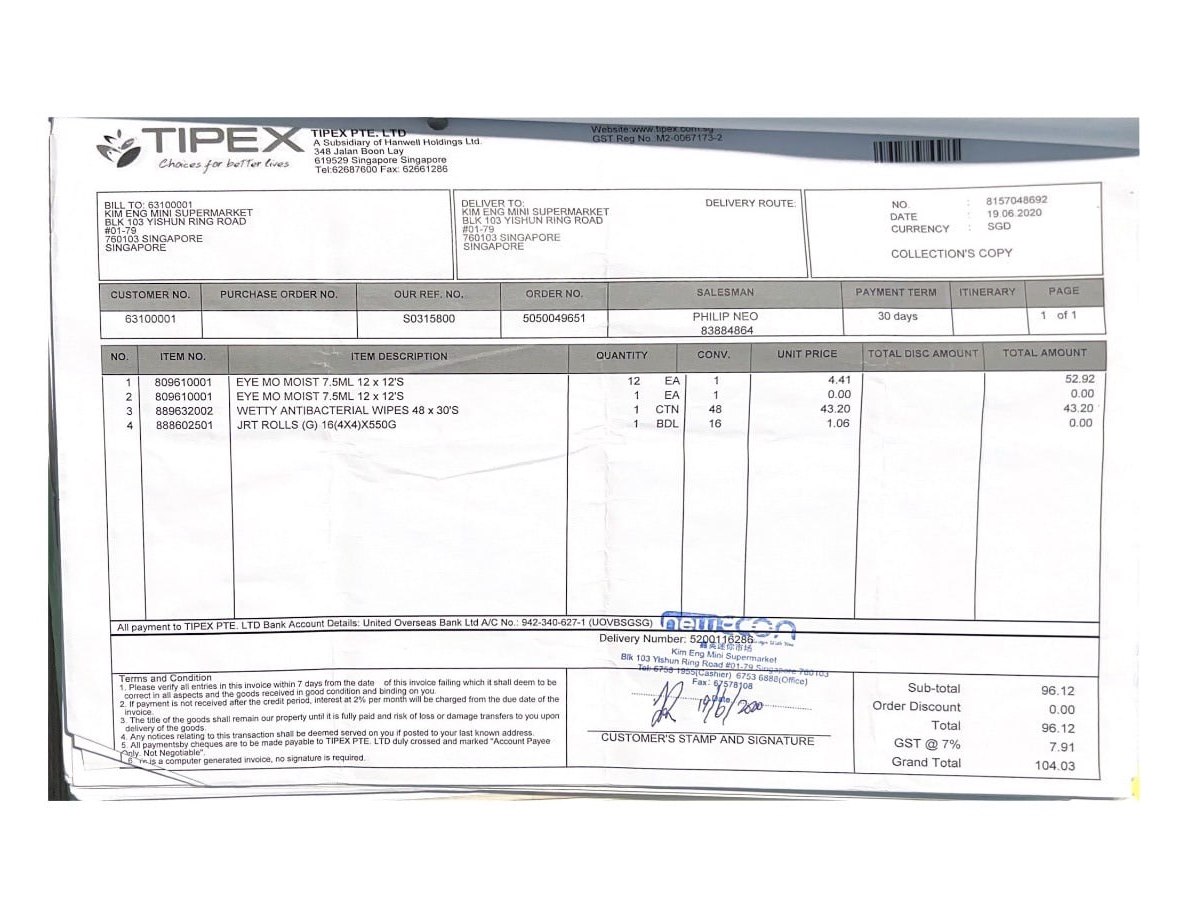 TIPEX
Choices for better lives
TIPEX PTE. LTD
A Subsidiary of Hanwell Holdings Ltd.
348 Jalan Boon Lay
619529 Singapore Singapore
Tel:62687600 Fax: 62661286
Website:www.tipex.com.sg
GST Reg No.:M2-0067173-2
BILL TO: 63100001
KIM ENG MINI SUPERMARKET
BLK 103 YISHUN RING ROAD
#01-79
760103 SINGAPORE
SINGAPORE
DELIVER TO:
KIM ENG MINI SUPERMARKET
BLK 103 YISHUN RING ROAD
#01-79
760103 SINGAPORE
SINGAPORE
DELIVERY ROUTE:
NO. : 8157048692
DATE : 19.06.2020
CURRENCY : SGD
COLLECTION'S COPY
CUSTOMER NO. PURCHASE ORDER NO. OUR REF. NO. ORDER NO. SALESMAN PAYMENT TERM ITINERARY PAGE
63100001 S0315800 5050049651 PHILIP NEO 30 days 1 of 1
83884864
NO. ITEM NO. ITEM DESCRIPTION QUANTITY CONV. UNIT PRICE TOTAL DISC AMOUNT TOTAL AMOUNT
1 809610001 EYE MO MOIST 7.5ML 12 x 12'S 12 EA 1 4.41 52.92
2 809610001 EYE MO MOIST 7.5ML 12 x 12'S 1 EA 1 0.00 0.00
3 889632002 WETTY ANTIBACTERIAL WIPES 48 x 30'S 1 CTN 48 43.20 43.20
4 888602501 JRT ROLLS (G) 16(4X4)X550G 1 BDL 16 1.06 0.00
All payment to TIPEX PTE. LTD Bank Account Details: United Overseas Bank Ltd A/C No.: 942-340-627-1 (UOVBSGSG)
Delivery Number: 5200116286
鑫英迷你市场
Kim Eng Mini Supermarket
Blk 103 Yishun Ring Road #01-79 Singapore 760103
Tel: 6758 1955(Cashier) 6753 6888(Office)
Fax: 67578108
Date:
19/6/2020
CUSTOMER'S STAMP AND SIGNATURE
Terms and Condition
1. Please verify all entries in this invoice within 7 days from the date of this invoice failing which it shall deem to be
correct in all aspects and the goods received in good condition and binding on you.
2. If payment is not received after the credit period, interest at 2% per month will be charged from the due date of the
invoice.
3. The title of the goods shall remain our property until it is fully paid and risk of loss or damage transfers to you upon
delivery of the goods.
4. Any notices relating to this transaction shall be deemed served on you if posted to your last known address.
5. All paymentsby cheques are to be made payable to TIPEX PTE. LTD duly crossed and marked "Account Payee
Only. Not Negotiable".
6. is a computer generated invoice, no signature is required.
Sub-total 96.12
Order Discount 0.00
Total 96.12
GST @ 7% 7.91
Grand Total 104.03